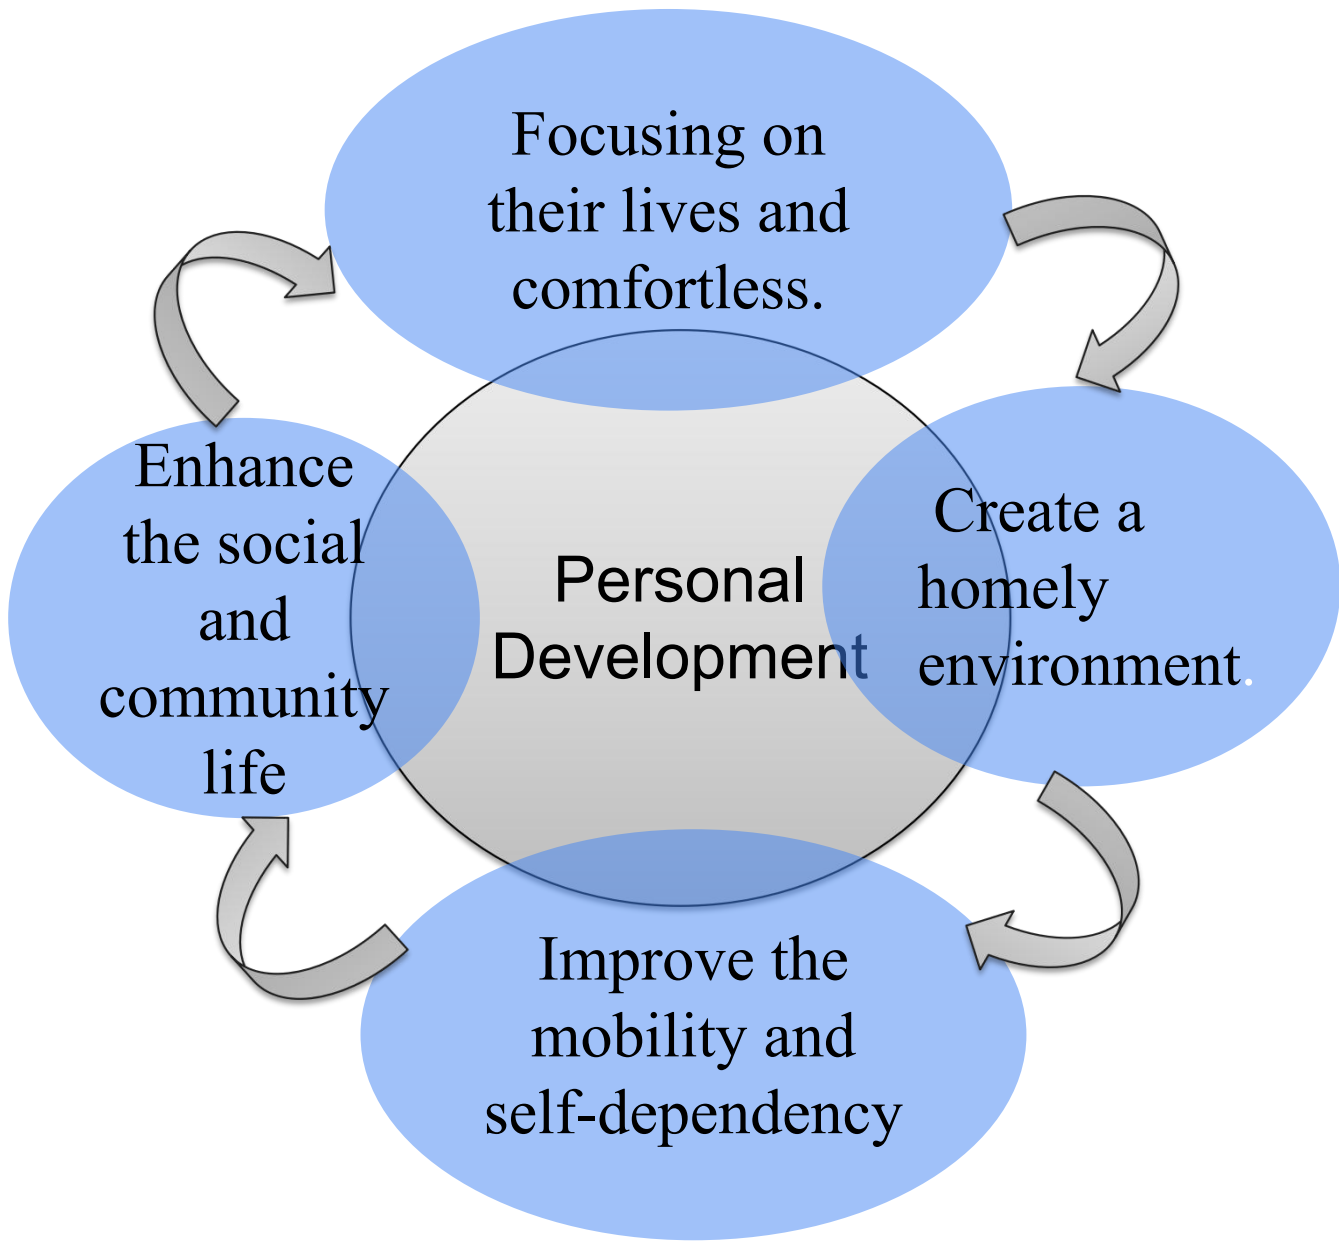 Focusing on
their lives and
comfortless.
Enhance
the social
and
community
life
Personal
Development
Create a
homely
environment.
Improve the
mobility and
self-dependency